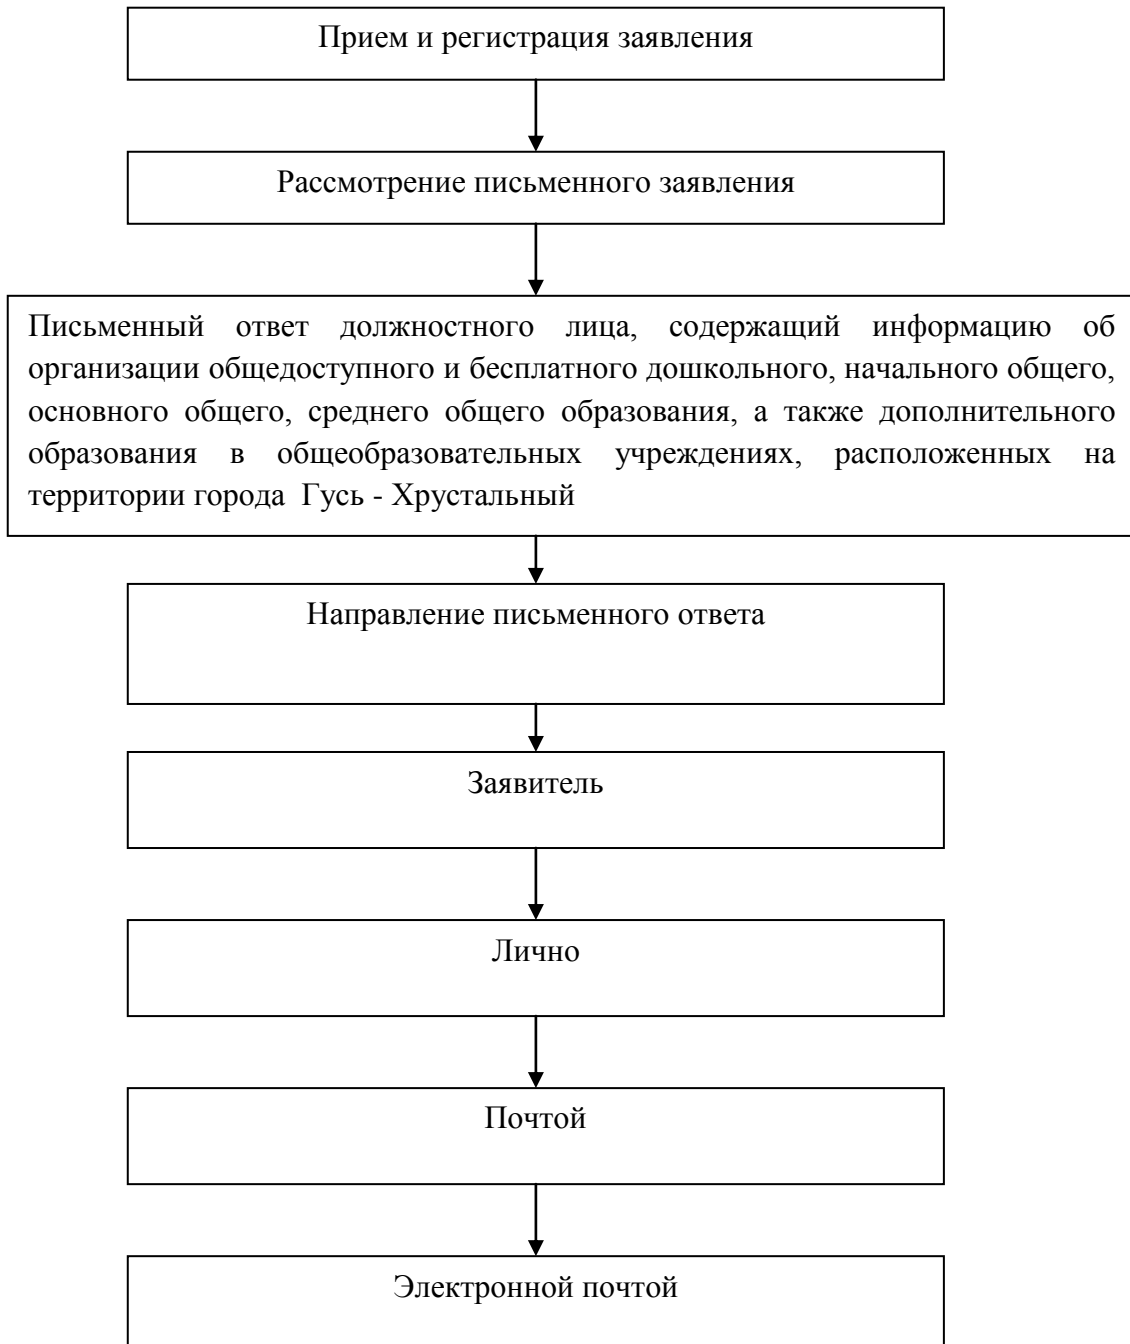 Прием и регистрация заявления
Рассмотрение письменного заявления
Письменный ответ должностного лица, содержащий информацию об
организации общедоступного и бесплатного дошкольного, начального общего,
основного общего, среднего общего образования, а также дополнительного
образования в общеобразовательных учреждениях, расположенных на
территории города  Гусь - Хрустальный
Направление письменного ответа
Заявитель
Лично
Почтой
Электронной почтой